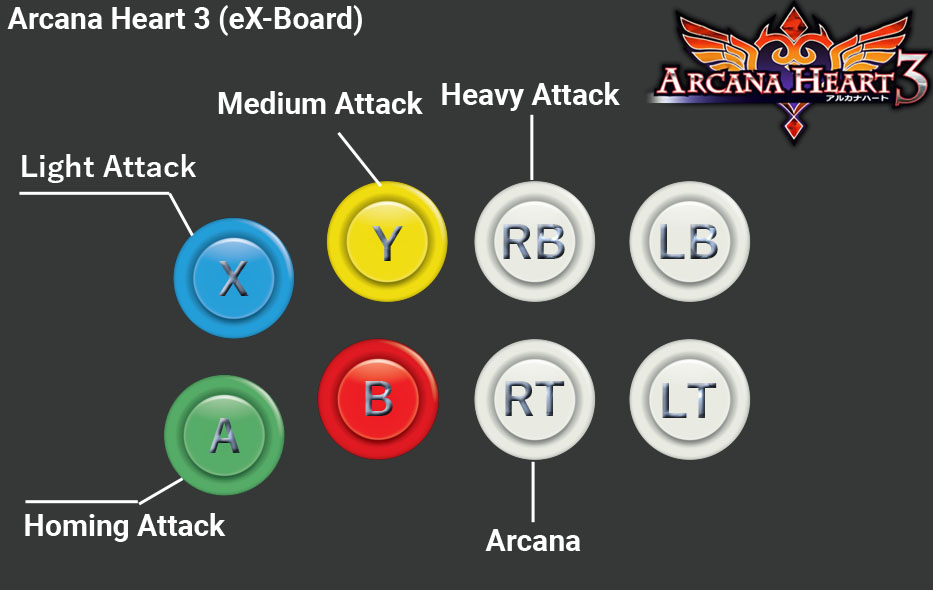 Arcana Heart 3 (eX-Board)
ARCANA HEART 3
アルカナハート
Medium Attack
Heavy Attack
Light Attack
X
Y
RB
LB
A
B
RT
LT
Homing Attack
Arcana